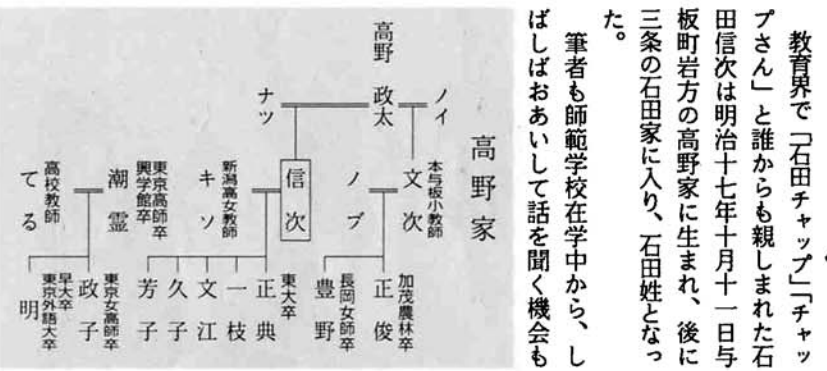 教育界で「石田チャップ」「チャッ
プさん」と誰からも親しまれた石
田信次は明治十七年十月十一日与
板町岩方の高野家に生まれ、後に
三条の石田家に入り、石田姓となっ
た。
筆者も師範学校在学中から、し
ばしばおあいして話を聞く機会も
高野家
ノイ
高野 政太
ナツ
本与板小教師
文次
ノブ
信次
新潟高女教師
キソ
東京高師卒
興学館卒
潮霊
高校教師
てる
加茂農林卒
正俊
長岡女師卒
豊野
東大卒
正典
一枝
文江
久子
芳子
東京女高師卒
政子
早大卒
東京外語大卒
明